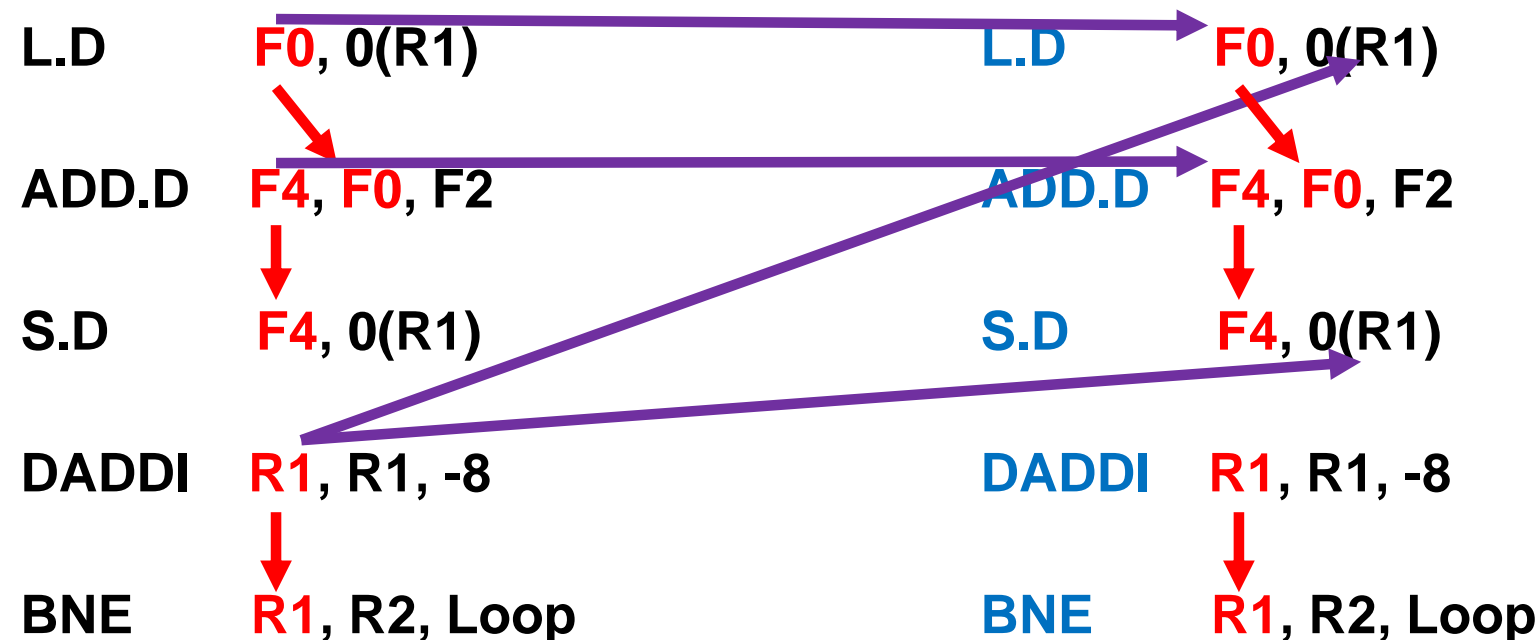 L.D F0, 0(R1) L.D F0, 0(R1)
ADD.D F4, F0, F2 ADD.D F4, F0, F2
S.D F4, 0(R1) S.D F4, 0(R1)
DADDI R1, R1, -8 DADDI R1, R1, -8
BNE R1, R2, Loop BNE R1, R2, Loop